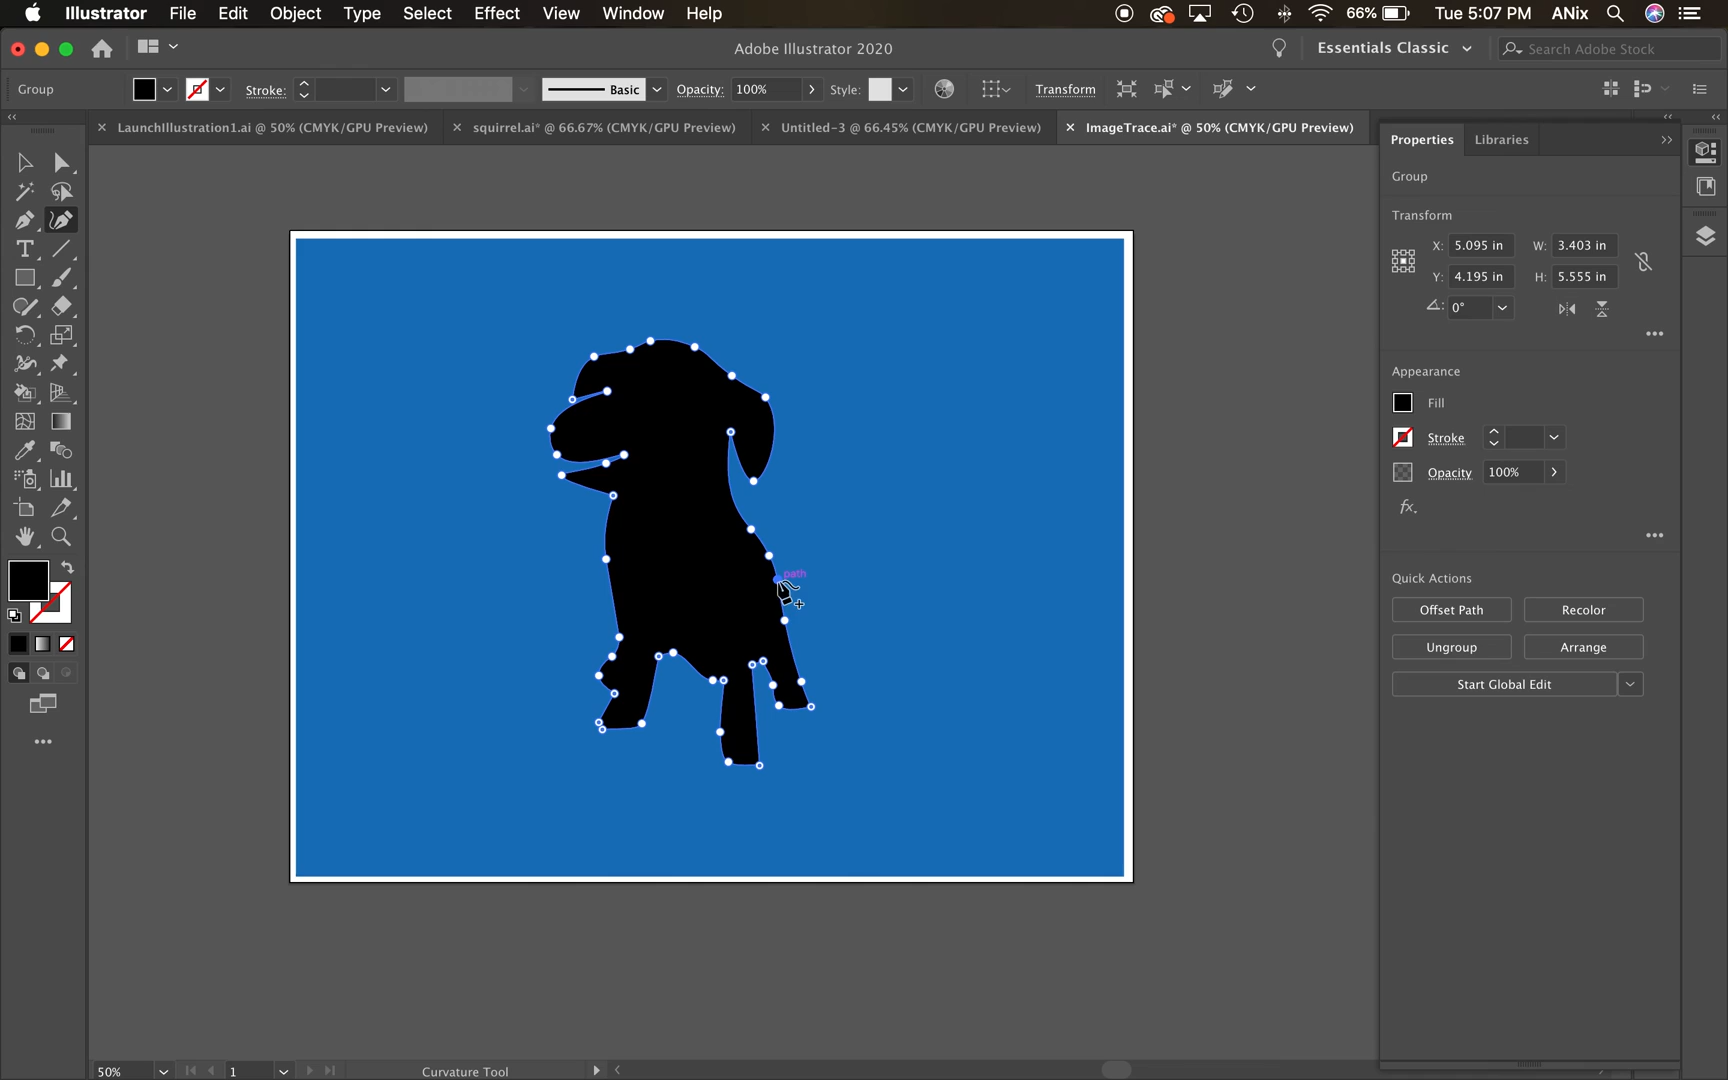 Illustrator File Edit Object Type Select Effect View Window Help 66% Tue 5:07 PM ANix
Adobe Illustrator 2020 Essentials Classic Search Adobe Stock
Group Stroke: Basic Opacity: 100% Style: Transform
LaunchIllustration1.ai @ 50% (CMYK/GPU Preview) squirrel.ai* @ 66.67% (CMYK/GPU Preview) Untitled-3 @ 66.45% (CMYK/GPU Preview) ImageTrace.ai* @ 50% (CMYK/GPU Preview)
Properties Libraries
Group
Transform
X: 5.095 in W: 3.403 in
Y: 4.195 in H: 5.555 in
0°
Appearance
Fill
Stroke
Opacity 100%
fx.
path
Quick Actions
Offset Path Recolor
Ungroup Arrange
Start Global Edit
50% 1 Curvature Tool